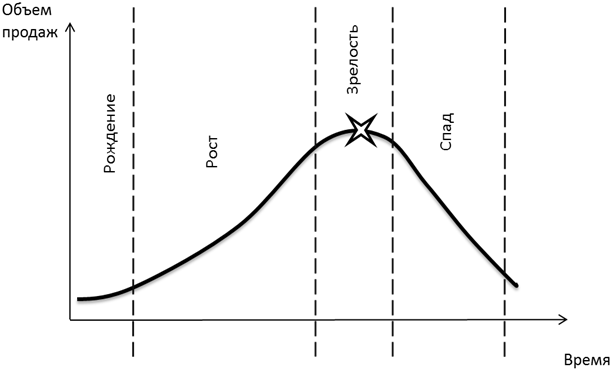 Объем
продаж
Рождение
Рост
Зрелость
Спад
Время